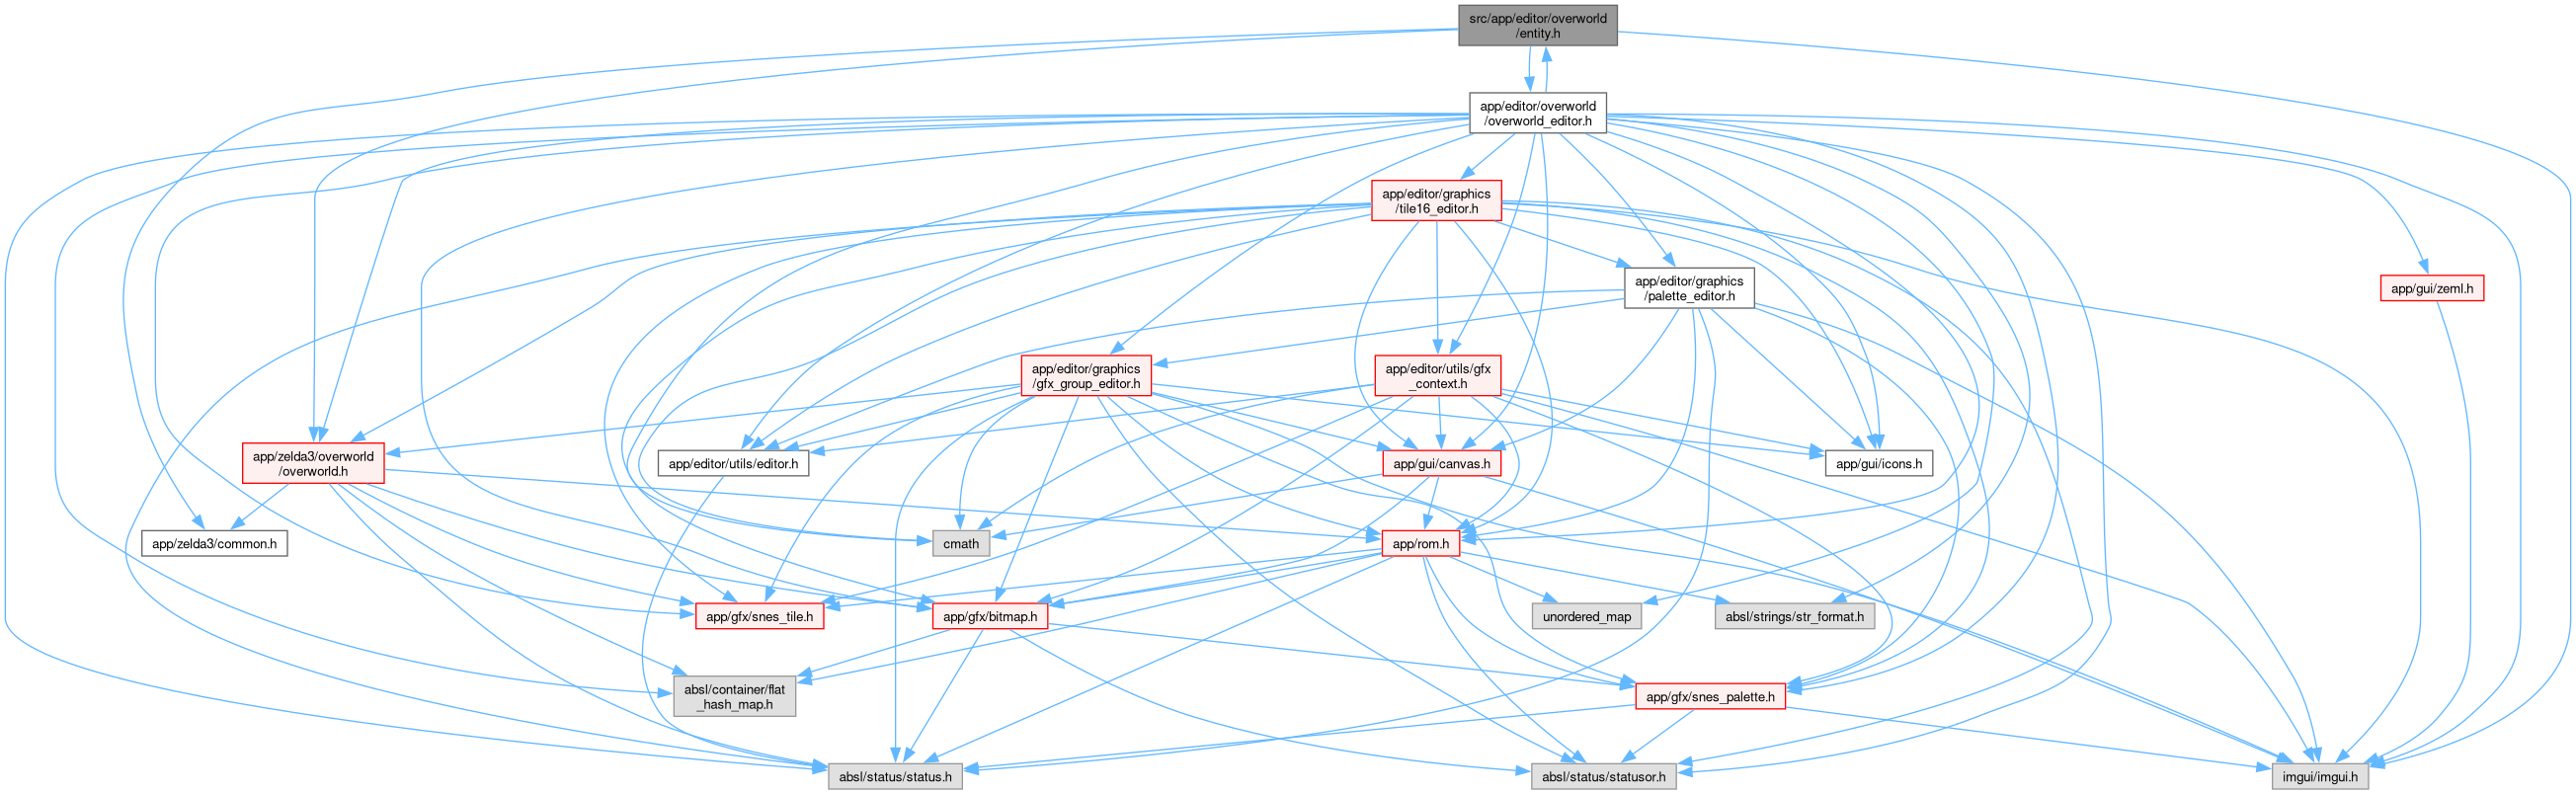 src/app/editor/overworld
/entity.h
app/editor/overworld
/overworld_editor.h
app/editor/graphics
/tile16_editor.h
app/editor/graphics
/palette_editor.h
app/gui/zeml.h
app/editor/graphics
/gfx_group_editor.h
app/editor/utils/gfx
_context.h
app/zelda3/overworld
/overworld.h
app/editor/utils/editor.h
app/gui/canvas.h
app/gui/icons.h
app/zelda3/common.h
cmath
app/rom.h
app/gfx/snes_tile.h
app/gfx/bitmap.h
unordered_map
absl/strings/str_format.h
absl/container/flat
_hash_map.h
app/gfx/snes_palette.h
absl/status/status.h
absl/status/statusor.h
imgui/imgui.h